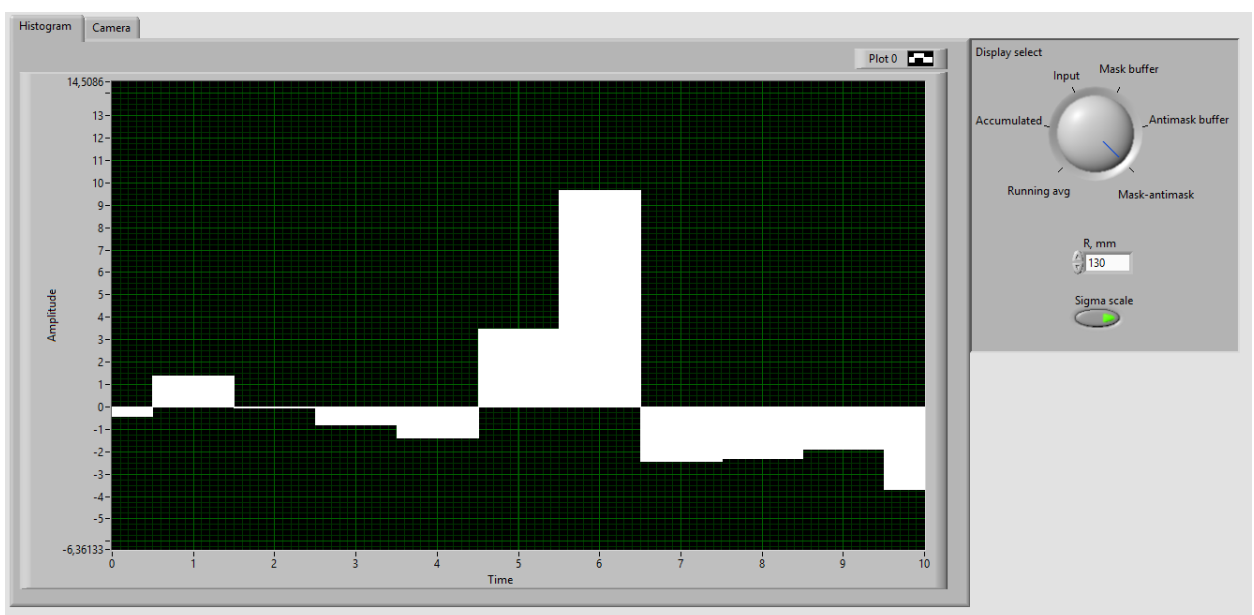 Histogram
Camera
Plot 0
14,5086
13
12
11
10
9
8
7
6
5
4
3
2
1
0
-1
-2
-3
-4
-5
-6,36133
Amplitude
0 1 2 3 4 5 6 7 8 9 10
Time
Display select
Input
Mask buffer
Accumulated
Antimask buffer
Running avg
Mask-antimask
R, mm
130
Sigma scale